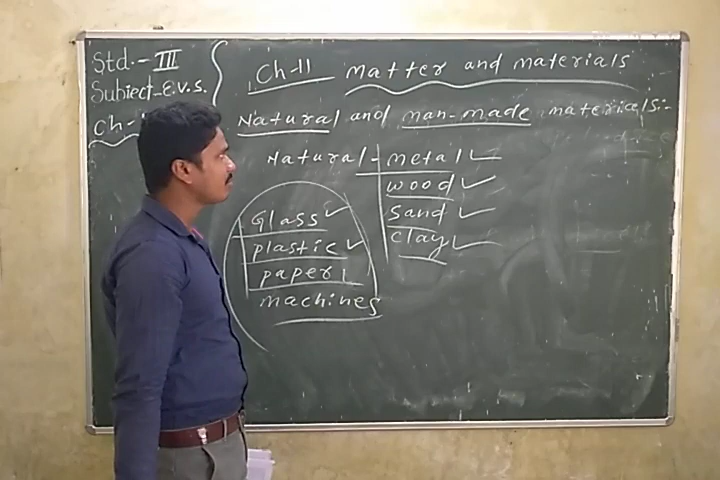 Std.- III
Subject-E.V.S.
Ch-
Ch-11 Matter and materials
Natural and man-made materials:-
Natural - metal
wood
Sand
clay
Glass
plastic
paper
machines